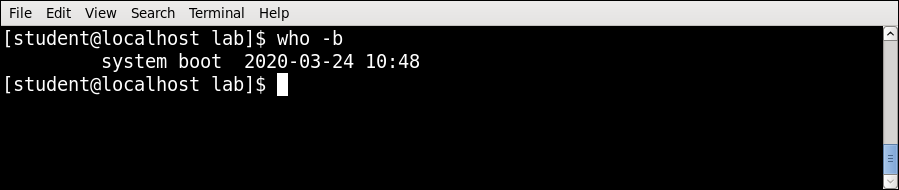 File Edit View Search Terminal Help
[student@localhost lab]$ who -b
         system boot  2020-03-24 10:48
[student@localhost lab]$